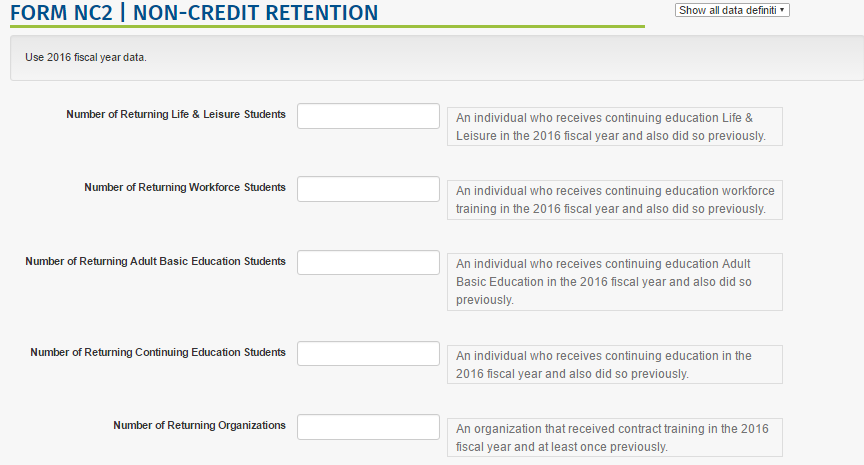 FORM NC2 | NON-CREDIT RETENTION
Show all data definiti
Use 2016 fiscal year data.
Number of Returning Life & Leisure Students
An individual who receives continuing education Life &
Leisure in the 2016 fiscal year and also did so previously.
Number of Returning Workforce Students
An individual who receives continuing education workforce
training in the 2016 fiscal year and also did so previously.
Number of Returning Adult Basic Education Students
An individual who receives continuing education Adult
Basic Education in the 2016 fiscal year and also did so
previously.
Number of Returning Continuing Education Students
An individual who receives continuing education in the
2016 fiscal year and also did so previously.
Number of Returning Organizations
An organization that received contract training in the 2016
fiscal year and at least once previously.